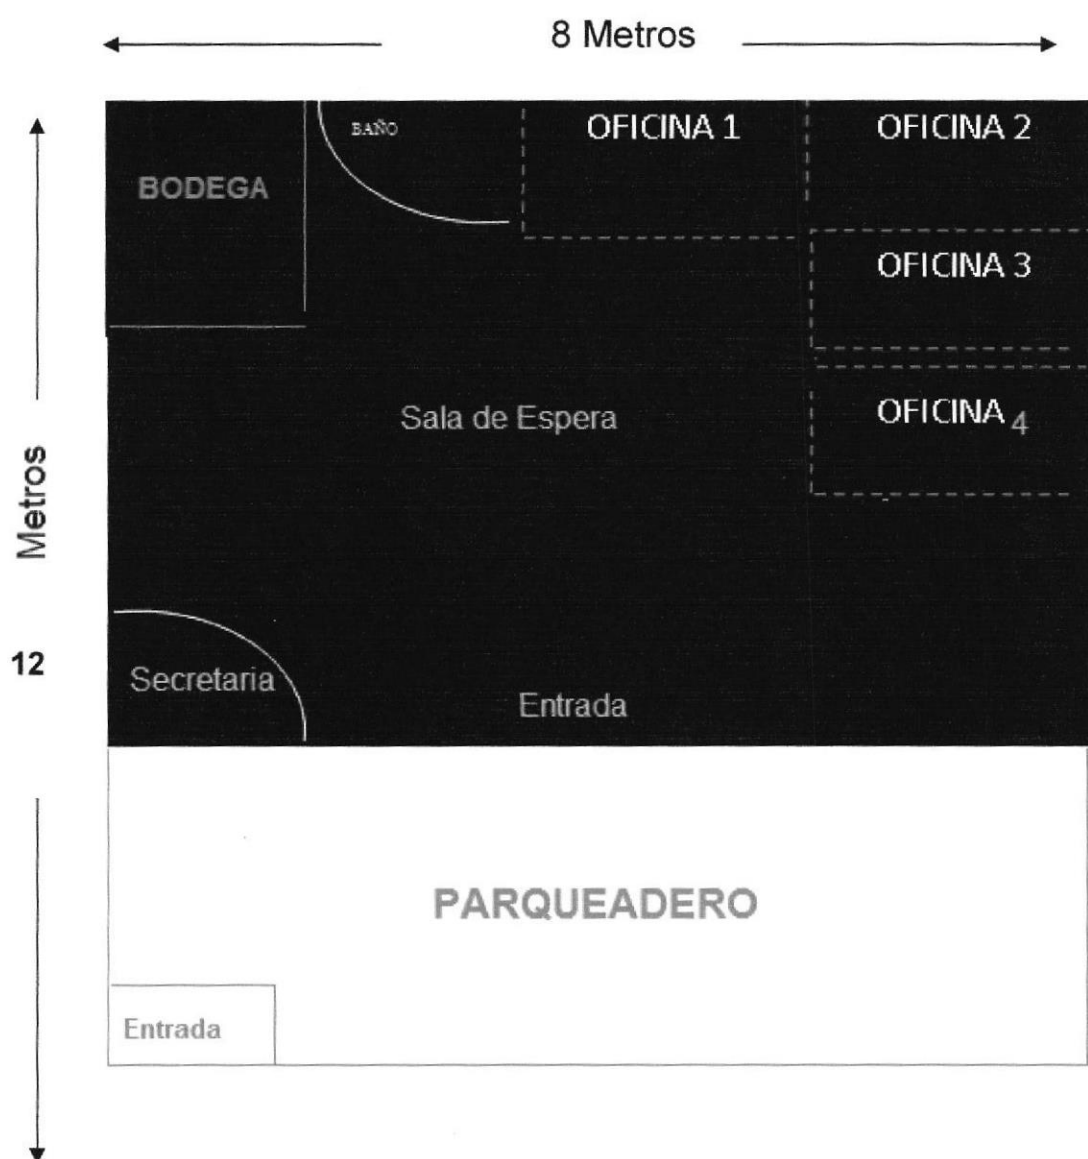 8 Metros
BAÑO
OFICINA 1
OFICINA 2
BODEGA
OFICINA 3
Sala de Espera
OFICINA 4
Metros
12
Secretaria
Entrada
PARQUEADERO
Entrada